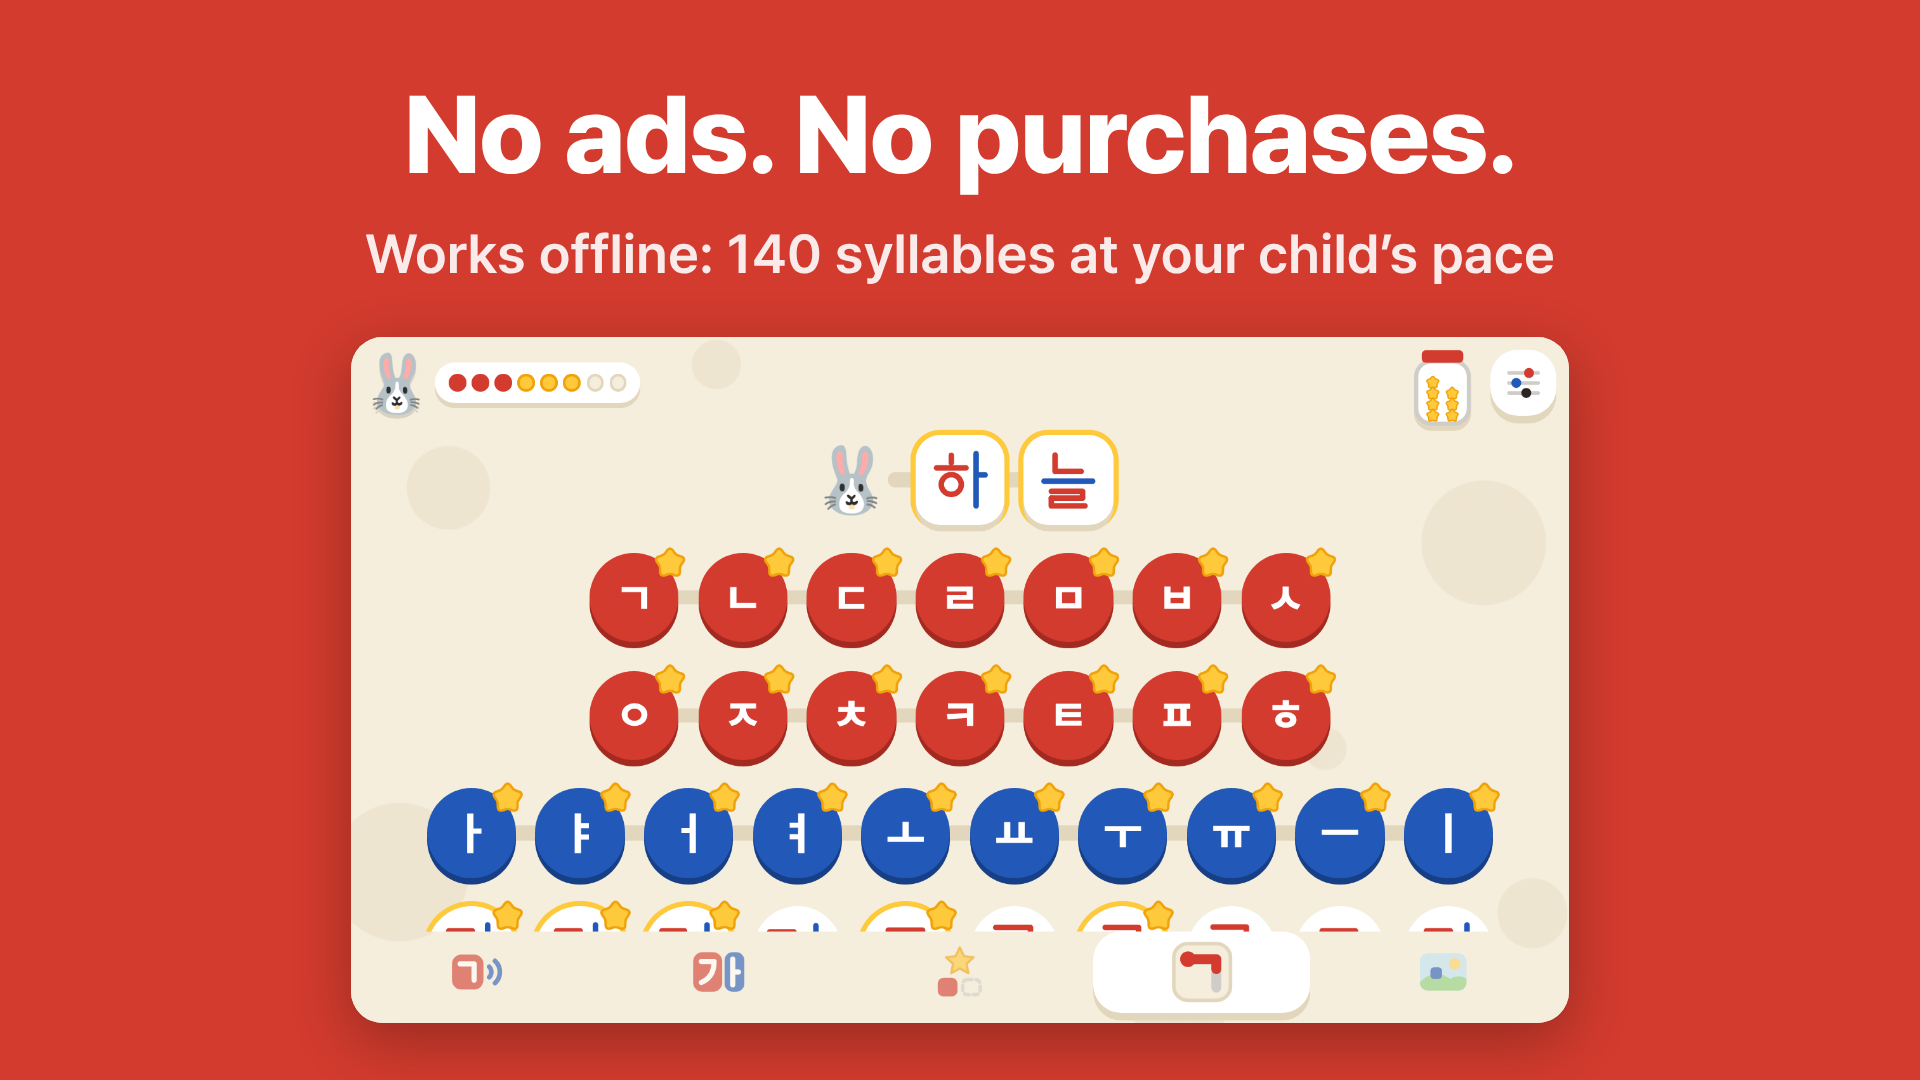 No ads. No purchases.
Works offline: 140 syllables at your child’s pace
하 늘
ㄱ ㄴ ㄷ ㄹ ㅁ ㅂ ㅅ
ㅇ ㅈ ㅊ ㅋ ㅌ ㅍ ㅎ
ㅏ ㅑ ㅓ ㅕ ㅗ ㅛ ㅜ ㅠ ㅡ ㅣ
ㄱ 가 ㄱ